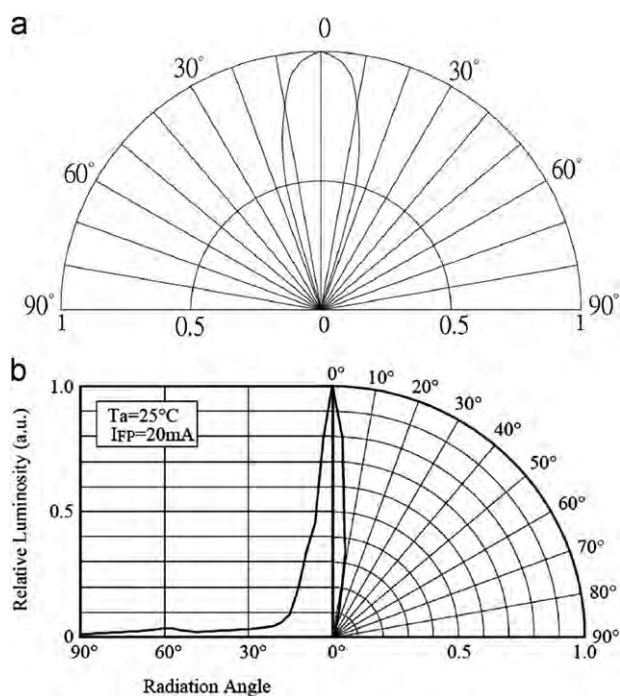 a
0
30° 30°
60° 60°
90° 90°
1 0.5 0 0.5 1
b
1.0 0° 10° 20° 30° 40° 50° 60° 70° 80° 90°
Ta=25°C
IFP=20mA
Relative Luminosity (a.u.)
0.5
0
90° 60° 30° 0° 0.5 1.0
Radiation Angle